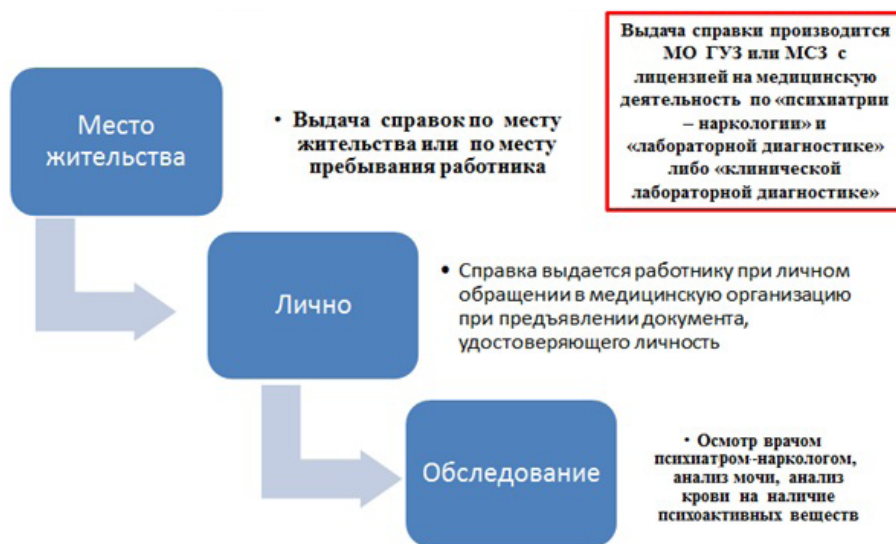 Место
жительства
• Выдача справок по месту
жительства или по месту
пребывания работника
Выдача справки производится
МО ГУЗ или МСЗ с
лицензией на медицинскую
деятельность по «психиатрии
– наркологии» и
«лабораторной диагностике»
либо «клинической
лабораторной диагностике»
Лично
• Справка выдается работнику при личном
обращении в медицинскую организацию
при предъявлении документа,
удостоверяющего личность
Обследование
• Осмотр врачом
психиатром-наркологом,
анализ мочи, анализ
крови на наличие
психоактивных веществ